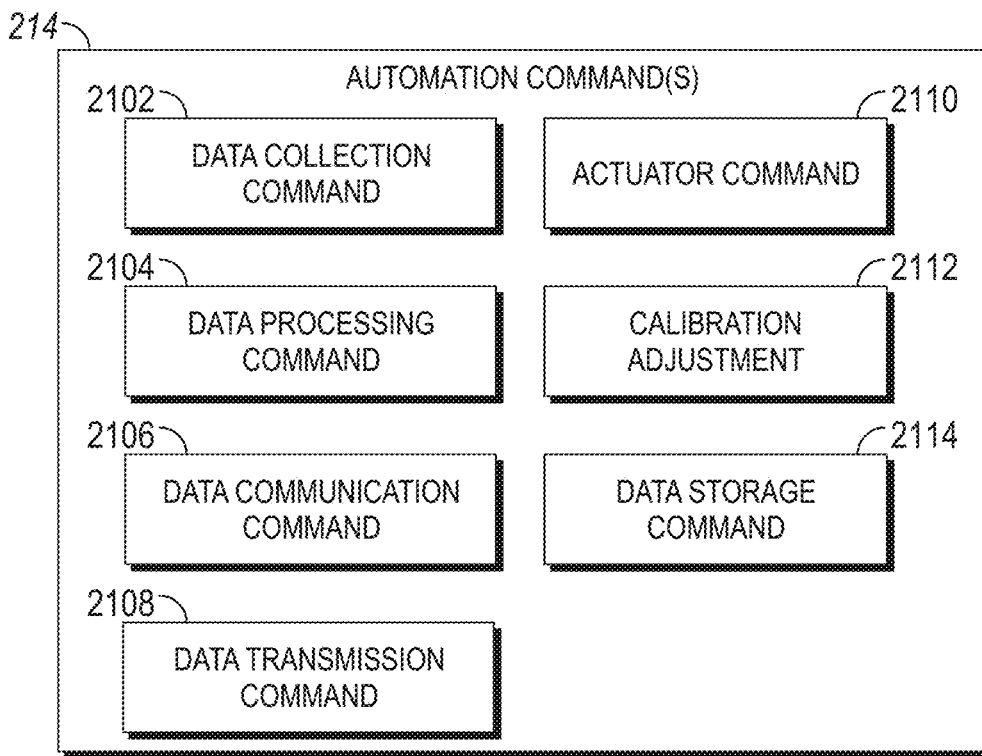 214
AUTOMATION COMMAND(S)
2102
DATA COLLECTION
COMMAND
2110
ACTUATOR COMMAND
2104
DATA PROCESSING
COMMAND
2112
CALIBRATION
ADJUSTMENT
2106
DATA COMMUNICATION
COMMAND
2114
DATA STORAGE
COMMAND
2108
DATA TRANSMISSION
COMMAND